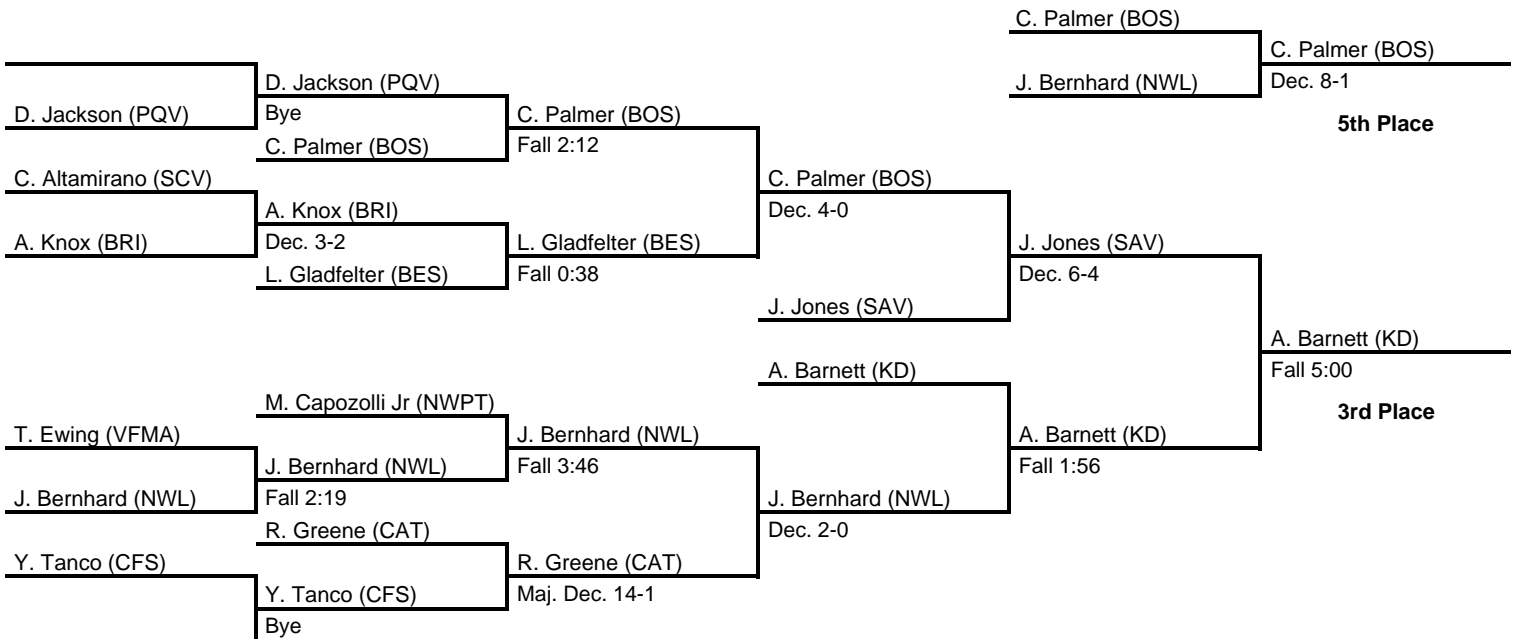 C. Palmer (BOS)
C. Palmer (BOS)
D. Jackson (PQV)
J. Bernhard (NWL)
Dec. 8-1
D. Jackson (PQV)
Bye
C. Palmer (BOS)
5th Place
C. Palmer (BOS)
Fall 2:12
C. Altamirano (SCV)
C. Palmer (BOS)
A. Knox (BRI)
Dec. 4-0
A. Knox (BRI)
Dec. 3-2
L. Gladfelter (BES)
J. Jones (SAV)
L. Gladfelter (BES)
Fall 0:38
Dec. 6-4
J. Jones (SAV)
A. Barnett (KD)
A. Barnett (KD)
Fall 5:00
M. Capozolli Jr (NWPT)
3rd Place
T. Ewing (VFMA)
J. Bernhard (NWL)
A. Barnett (KD)
J. Bernhard (NWL)
Fall 3:46
Fall 1:56
J. Bernhard (NWL)
Fall 2:19
J. Bernhard (NWL)
R. Greene (CAT)
Dec. 2-0
Y. Tanco (CFS)
R. Greene (CAT)
Y. Tanco (CFS)
Maj. Dec. 14-1
Bye